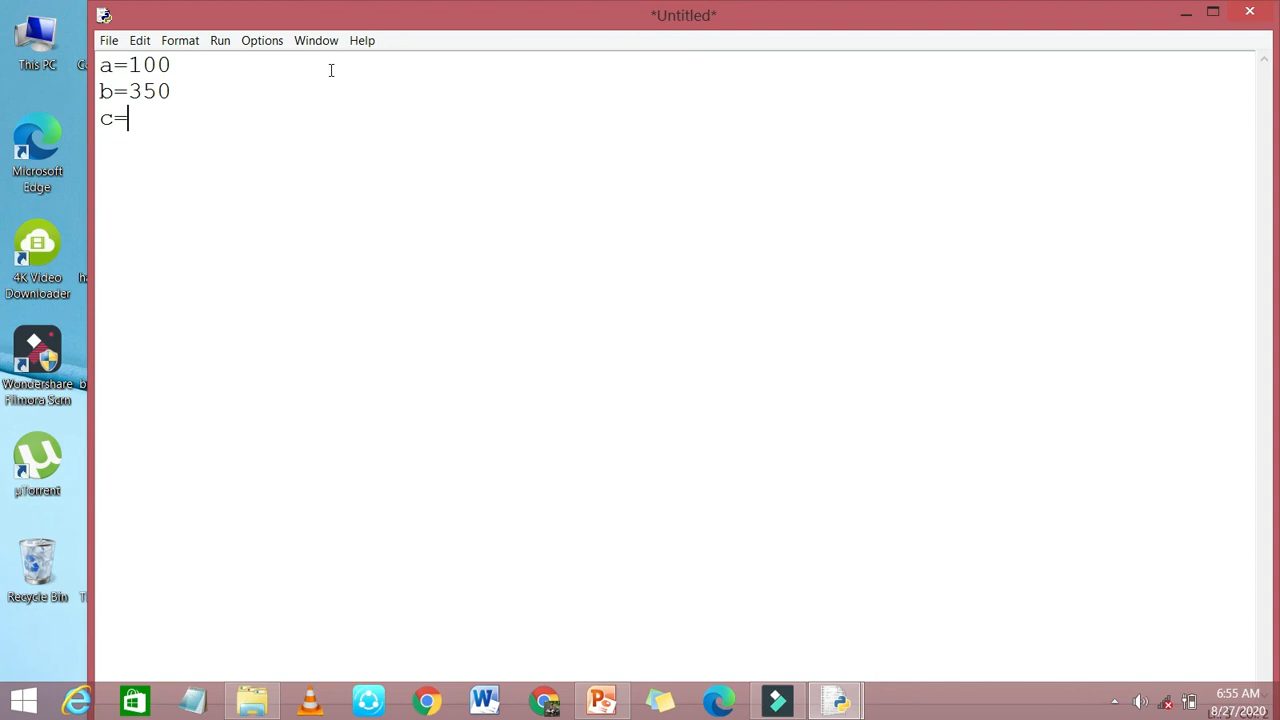 *Untitled*
File Edit Format Run Options Window Help
a=100
b=350
c=
This PC
Microsoft
Edge
4K Video
Downloader
Wondershare
Filmora Scrn
µTorrent
Recycle Bin
6:55 AM
8/27/2020